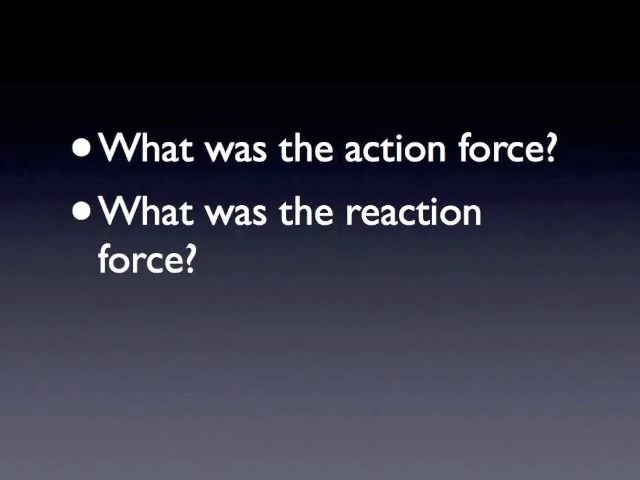 •What was the action force?
•What was the reaction
force?